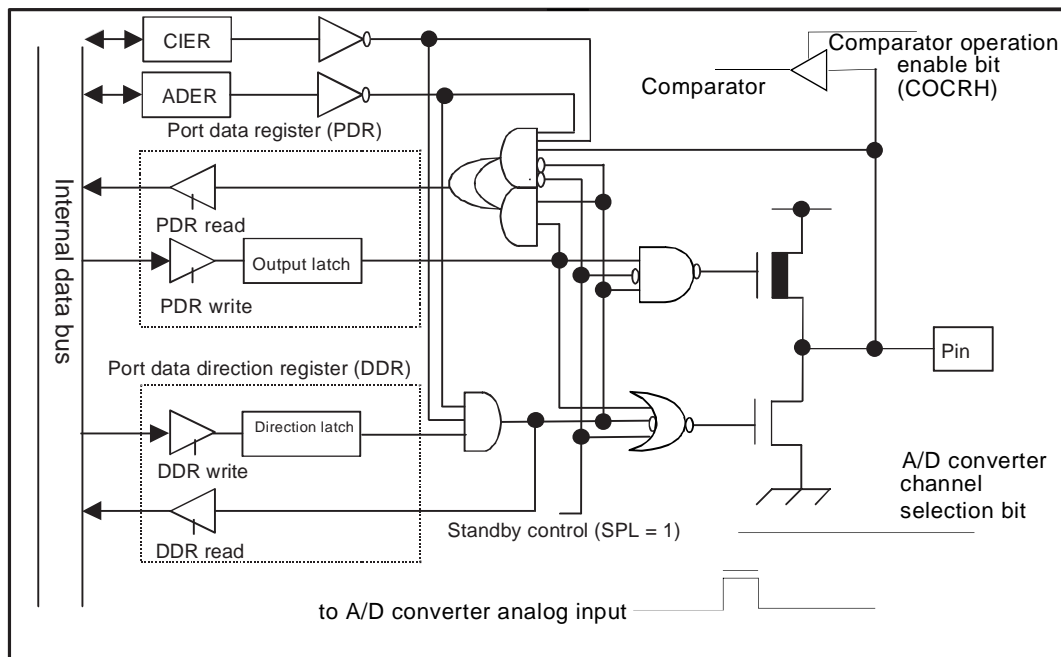 CIER
Comparator operation
enable bit
(COCRH)
Comparator
ADER
Port data register (PDR)
PDR read
Output latch
PDR write
Internal data bus
Pin
Port data direction register (DDR)
Direction latch
DDR write
A/D converter
channel
selection bit
Standby control (SPL = 1)
DDR read
to A/D converter analog input